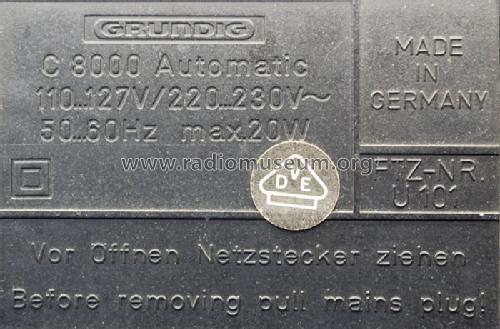 GRUNDIG
C 8000 Automatic
110...127V/220...230V~
50...60Hz max.20W
MADE
IN
GERMANY
www.radiomuseum.org
FTZ-NR.
U 101
VDE
Vor Öffnen Netzstecker ziehen
Before removing pull mains plug!